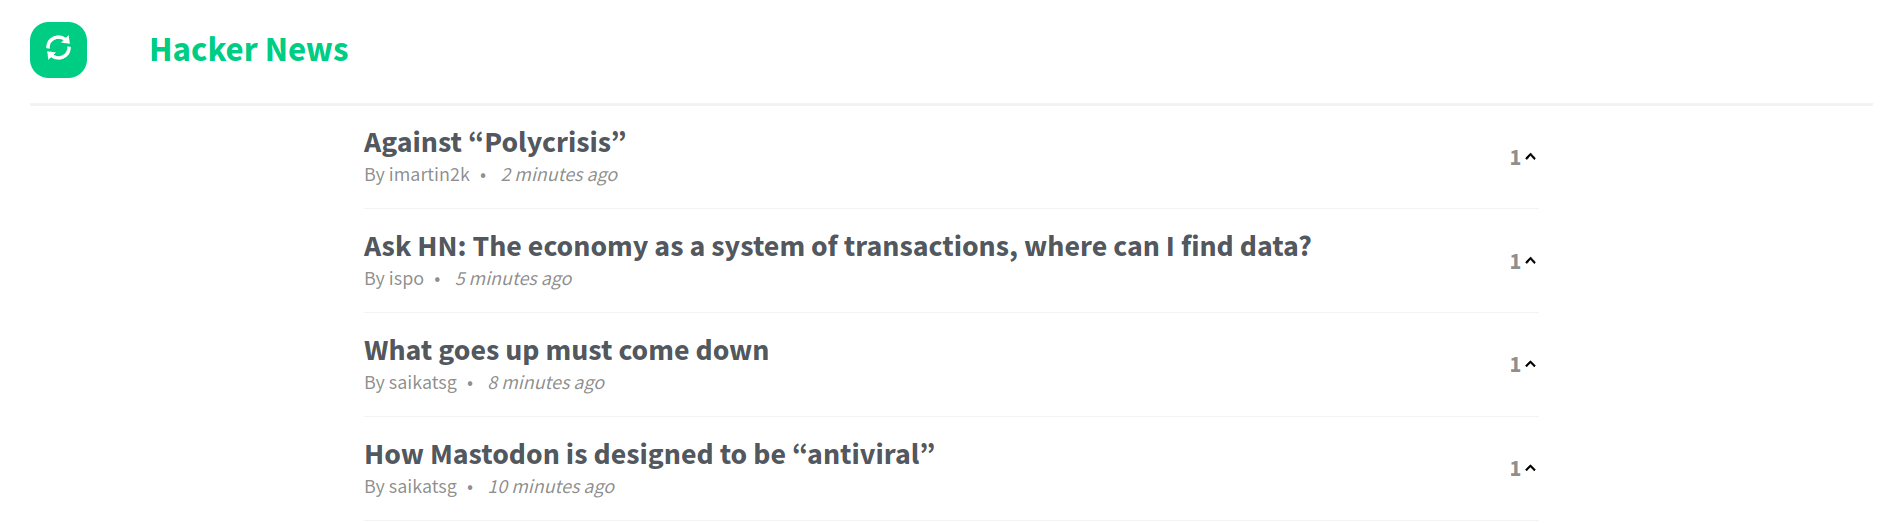 Hacker News
Against “Polycrisis”
By imartin2k • 2 minutes ago
1
Ask HN: The economy as a system of transactions, where can I find data?
By ispo • 5 minutes ago
1
What goes up must come down
By saikatsg • 8 minutes ago
1
How Mastodon is designed to be “antiviral”
By saikatsg • 10 minutes ago
1